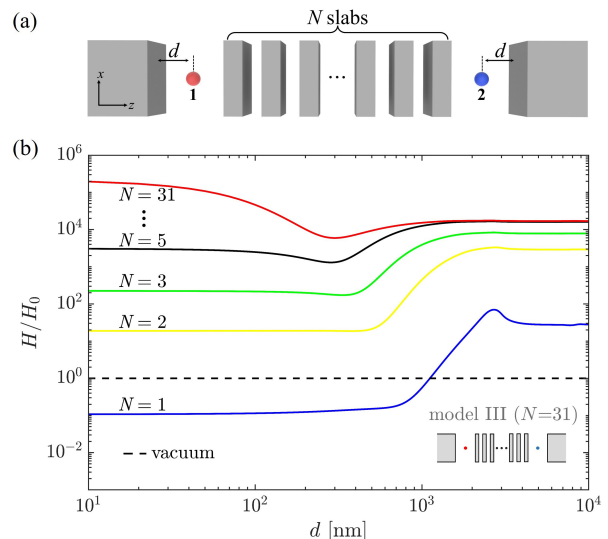 (a)
N slabs
d
d
x
z
1
...
2
(b)
10^6
10^4
10^2
10^0
10^-2
H/H_0
N = 31
⋮
N = 5
N = 3
N = 2
N = 1
vacuum
model III (N=31)
...
10^1
10^2
10^3
10^4
d [nm]